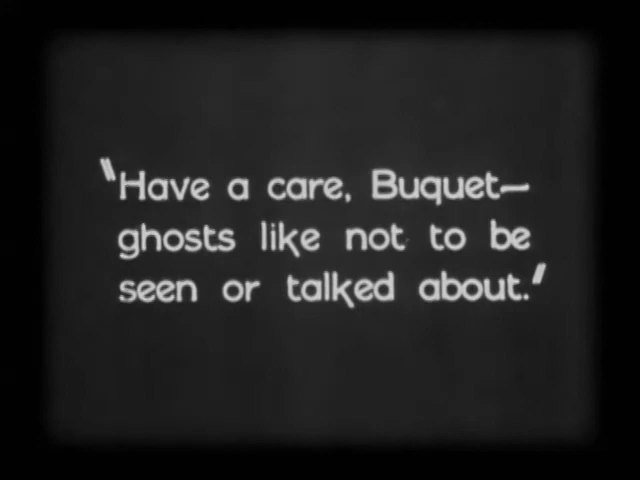 "Have a care, Buquet—
ghosts like not to be
seen or talked about."